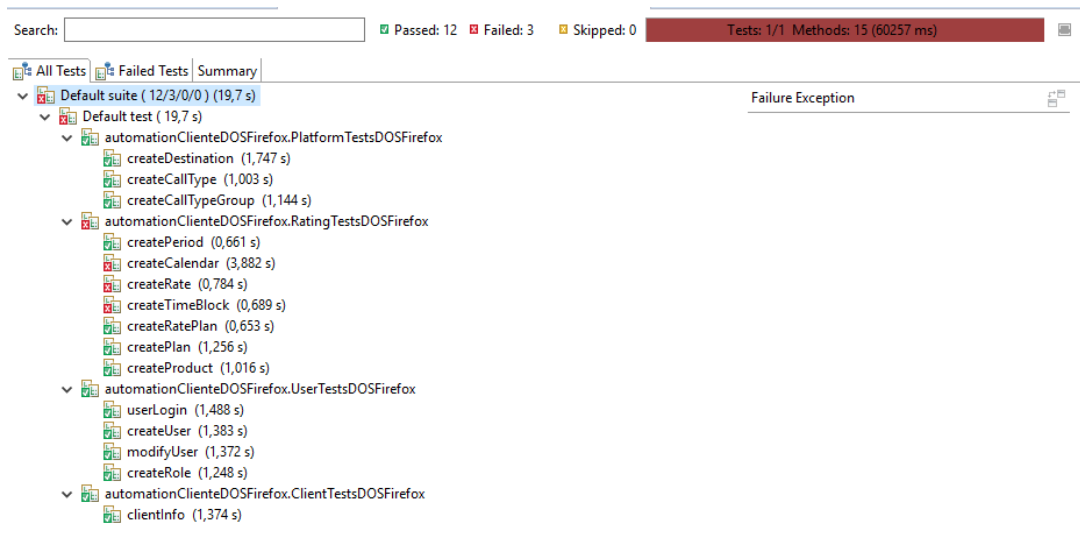 Search: Passed: 12 Failed: 3 Skipped: 0 Tests: 1/1 Methods: 15 (60257 ms)
All Tests Failed Tests Summary
Default suite ( 12/3/0/0 ) (19,7 s) Failure Exception
Default test ( 19,7 s)
automationClienteDOSFirefox.PlatformTestsDOSFirefox
createDestination (1,747 s)
createCallType (1,003 s)
createCallTypeGroup (1,144 s)
automationClienteDOSFirefox.RatingTestsDOSFirefox
createPeriod (0,661 s)
createCalendar (3,882 s)
createRate (0,784 s)
createTimeBlock (0,689 s)
createRatePlan (0,653 s)
createPlan (1,256 s)
createProduct (1,016 s)
automationClienteDOSFirefox.UserTestsDOSFirefox
userLogin (1,488 s)
createUser (1,383 s)
modifyUser (1,372 s)
createRole (1,248 s)
automationClienteDOSFirefox.ClientTestsDOSFirefox
clientInfo (1,374 s)